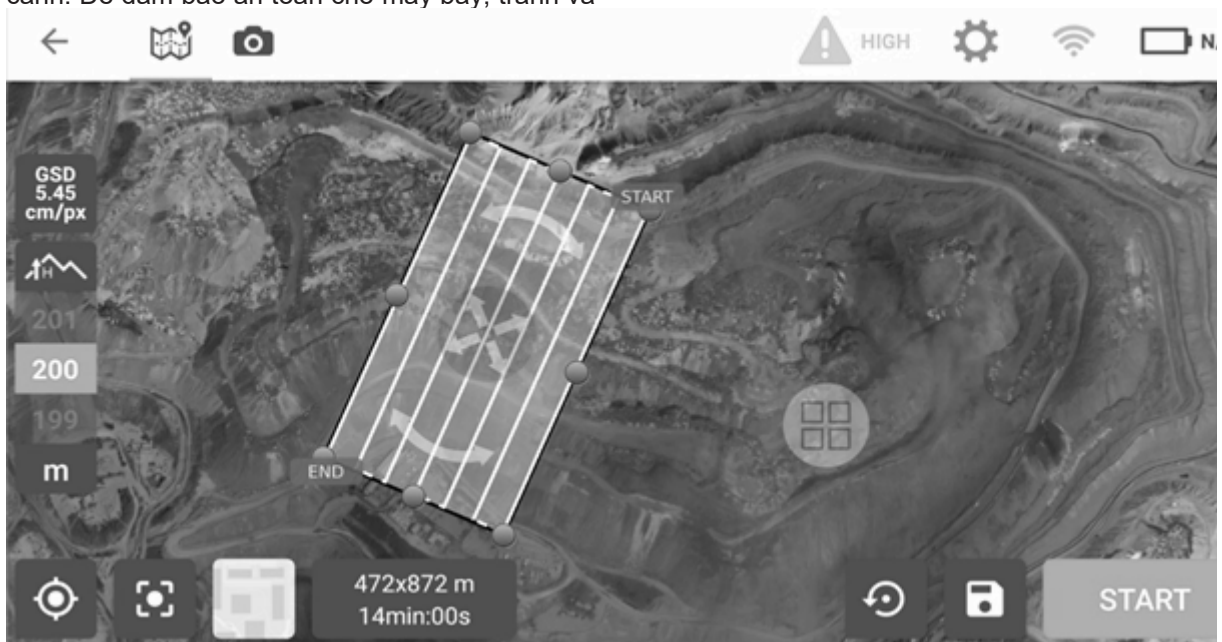 HIGH
N/
GSD
5.45
cm/px
H
201
200
199
m
START
END
472x872 m
14min:00s
START